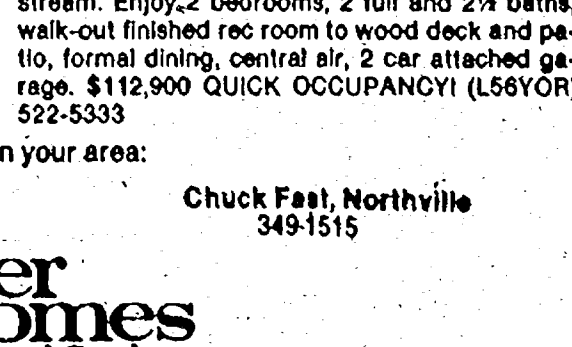 stream. Enjoy 2 bedrooms, 2 full and 2½ baths,
walk-out finished rec room to wood deck and pa-
tio, formal dining, central air, 2 car attached ga-
rage. $112,900 QUICK OCCUPANCY! (L56YOR)
522-5333
n your area:
Chuck Fast, Northville
349-1515
er
omes